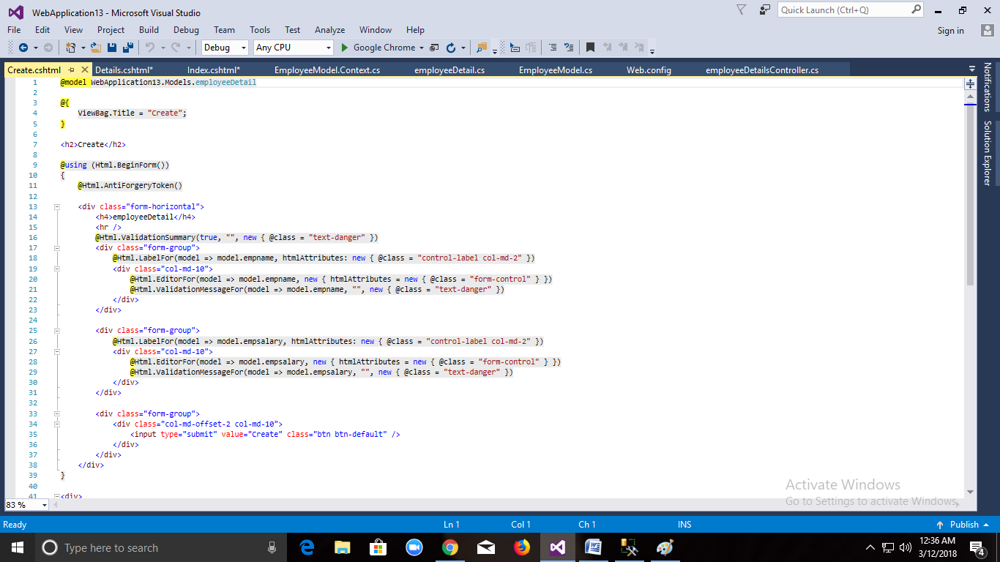 WebApplication13 - Microsoft Visual Studio
Quick Launch (Ctrl+Q)
File Edit View Project Build Debug Team Tools Test Analyze Window Help
Sign in
Debug Any CPU Google Chrome
Create.cshtml Details.cshtml* Index.cshtml* EmployeeModel.Context.cs employeeDetail.cs EmployeeModel.cs Web.config employeeDetailsController.cs
Notifications
Solution Explorer
1 @model WebApplication13.Models.employeeDetail
2
3 @{
4 ViewBag.Title = "Create";
5 }
6
7 <h2>Create</h2>
8
9 @using (Html.BeginForm())
10 {
11 @Html.AntiForgeryToken()
12
13 <div class="form-horizontal">
14 <h4>employeeDetail</h4>
15 <hr />
16 @Html.ValidationSummary(true, "", new { @class = "text-danger" })
17 <div class="form-group">
18 @Html.LabelFor(model => model.empname, htmlAttributes: new { @class = "control-label col-md-2" })
19 <div class="col-md-10">
20 @Html.EditorFor(model => model.empname, new { htmlAttributes = new { @class = "form-control" } })
21 @Html.ValidationMessageFor(model => model.empname, "", new { @class = "text-danger" })
22 </div>
23 </div>
24
25 <div class="form-group">
26 @Html.LabelFor(model => model.empsalary, htmlAttributes: new { @class = "control-label col-md-2" })
27 <div class="col-md-10">
28 @Html.EditorFor(model => model.empsalary, new { htmlAttributes = new { @class = "form-control" } })
29 @Html.ValidationMessageFor(model => model.empsalary, "", new { @class = "text-danger" })
30 </div>
31 </div>
32
33 <div class="form-group">
34 <div class="col-md-offset-2 col-md-10">
35 <input type="submit" value="Create" class="btn btn-default" />
36 </div>
37 </div>
38 </div>
39 }
40
41 <div>
Activate Windows
Go to Settings to activate Windows.
83 %
Ready Ln 1 Col 1 Ch 1 INS Publish
Type here to search
12:36 AM
3/12/2018
4